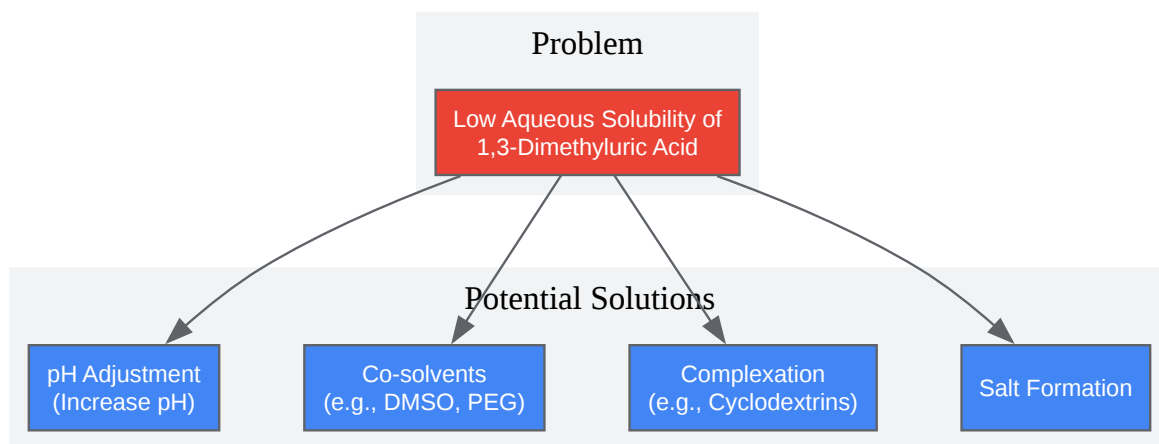 Problem
Low Aqueous Solubility of
1,3-Dimethyluric Acid
Potential Solutions
pH Adjustment
(Increase pH)
Co-solvents
(e.g., DMSO, PEG)
Complexation
(e.g., Cyclodextrins)
Salt Formation